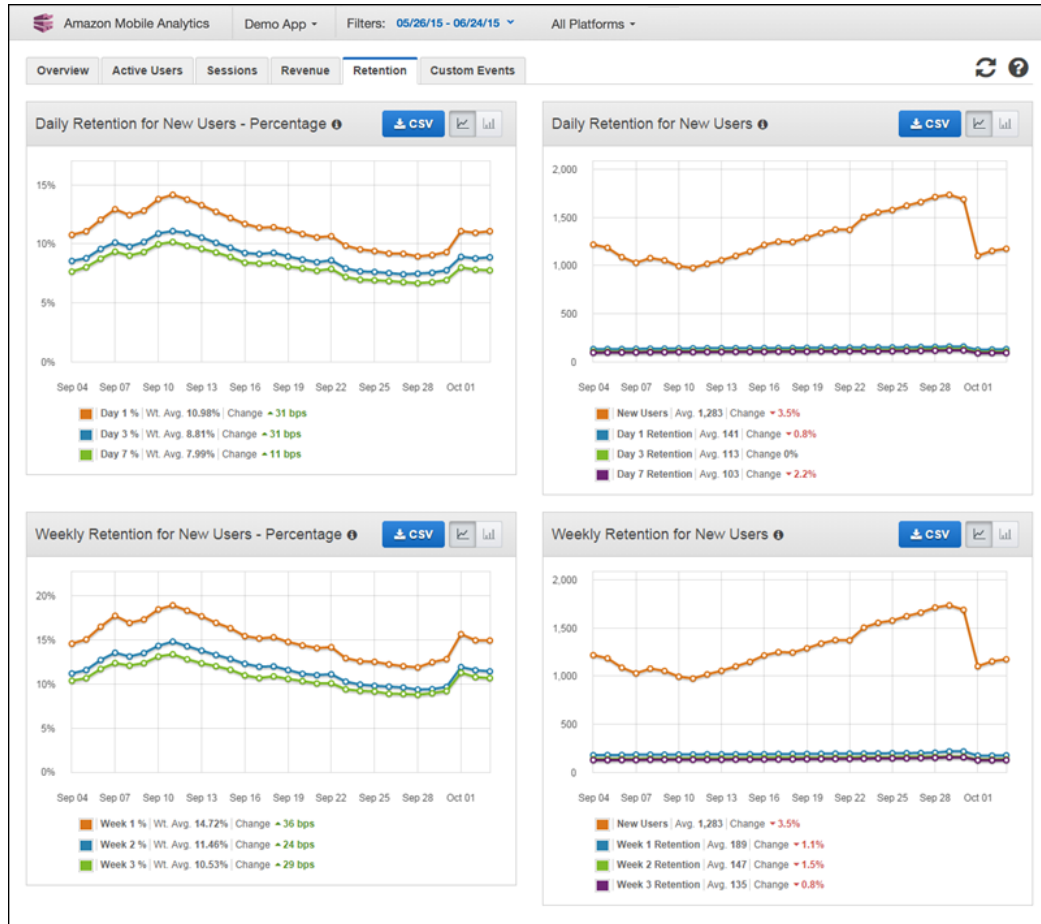 Amazon Mobile Analytics Demo App Filters: 05/26/15 - 06/24/15 All Platforms
Overview Active Users Sessions Revenue Retention Custom Events
Daily Retention for New Users - Percentage CSV
15%
10%
5%
0%
Sep 04 Sep 07 Sep 10 Sep 13 Sep 16 Sep 19 Sep 22 Sep 25 Sep 28 Oct 01
Day 1 % Wt. Avg. 10.98% Change 31 bps
Day 3 % Wt. Avg. 8.81% Change 31 bps
Day 7 % Wt. Avg. 7.99% Change 11 bps
Daily Retention for New Users CSV
2,000
1,500
1,000
500
0
Sep 04 Sep 07 Sep 10 Sep 13 Sep 16 Sep 19 Sep 22 Sep 25 Sep 28 Oct 01
New Users Avg. 1,283 Change 3.5%
Day 1 Retention Avg. 141 Change 0.8%
Day 3 Retention Avg. 113 Change 0%
Day 7 Retention Avg. 103 Change 2.2%
Weekly Retention for New Users - Percentage CSV
20%
15%
10%
5%
0%
Sep 04 Sep 07 Sep 10 Sep 13 Sep 16 Sep 19 Sep 22 Sep 25 Sep 28 Oct 01
Week 1 % Wt. Avg. 14.72% Change 36 bps
Week 2 % Wt. Avg. 11.46% Change 24 bps
Week 3 % Wt. Avg. 10.53% Change 29 bps
Weekly Retention for New Users CSV
2,000
1,500
1,000
500
0
Sep 04 Sep 07 Sep 10 Sep 13 Sep 16 Sep 19 Sep 22 Sep 25 Sep 28 Oct 01
New Users Avg. 1,283 Change 3.5%
Week 1 Retention Avg. 189 Change 1.1%
Week 2 Retention Avg. 147 Change 1.5%
Week 3 Retention Avg. 135 Change 0.8%